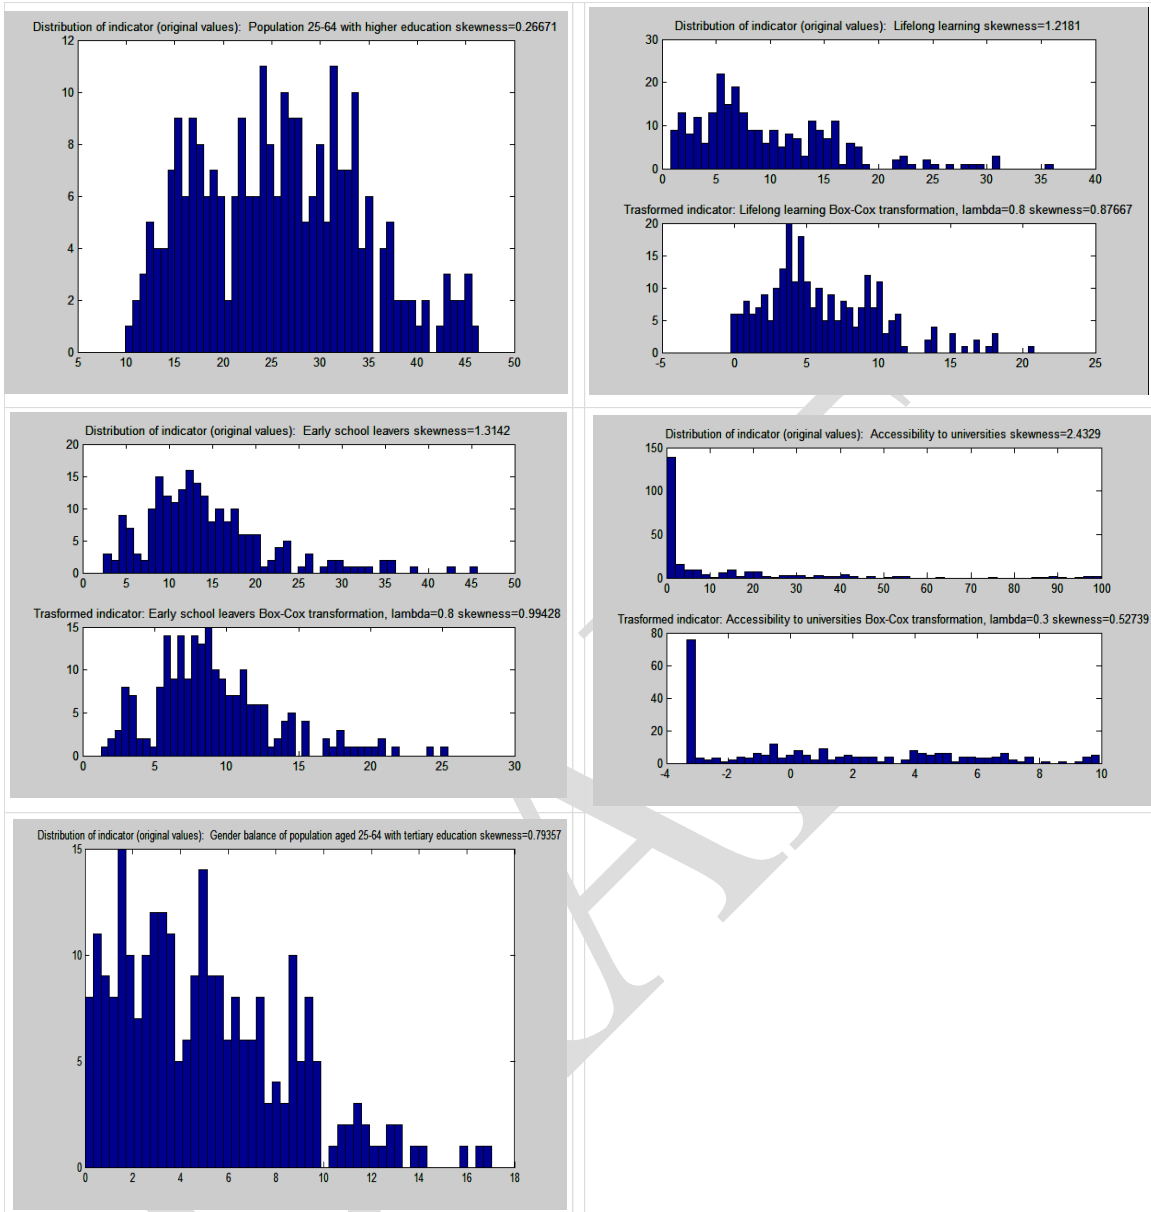 Distribution of indicator (original values):  Population 25-64 with higher education skewness=0.26671
12
10
8
6
4
2
0
5 10 15 20 25 30 35 40 45 50
Distribution of indicator (original values):  Lifelong learning skewness=1.2181
30
20
10
0
0 5 10 15 20 25 30 35 40
Trasformed indicator: Lifelong learning Box-Cox transformation, lambda=0.8 skewness=0.87667
20
15
10
5
0
-5 0 5 10 15 20 25
Distribution of indicator (original values):  Early school leavers skewness=1.3142
20
15
10
5
0
0 5 10 15 20 25 30 35 40 45 50
Trasformed indicator: Early school leavers Box-Cox transformation, lambda=0.8 skewness=0.99428
15
10
5
0
0 5 10 15 20 25 30
Distribution of indicator (original values):  Accessibility to universities skewness=2.4329
150
100
50
0
0 10 20 30 40 50 60 70 80 90 100
Trasformed indicator: Accessibility to universities Box-Cox transformation, lambda=0.3 skewness=0.52739
80
60
40
20
0
-4 -2 0 2 4 6 8 10
Distribution of indicator (original values):  Gender balance of population aged 25-64 with tertiary education skewness=0.79357
15
10
5
0
0 2 4 6 8 10 12 14 16 18